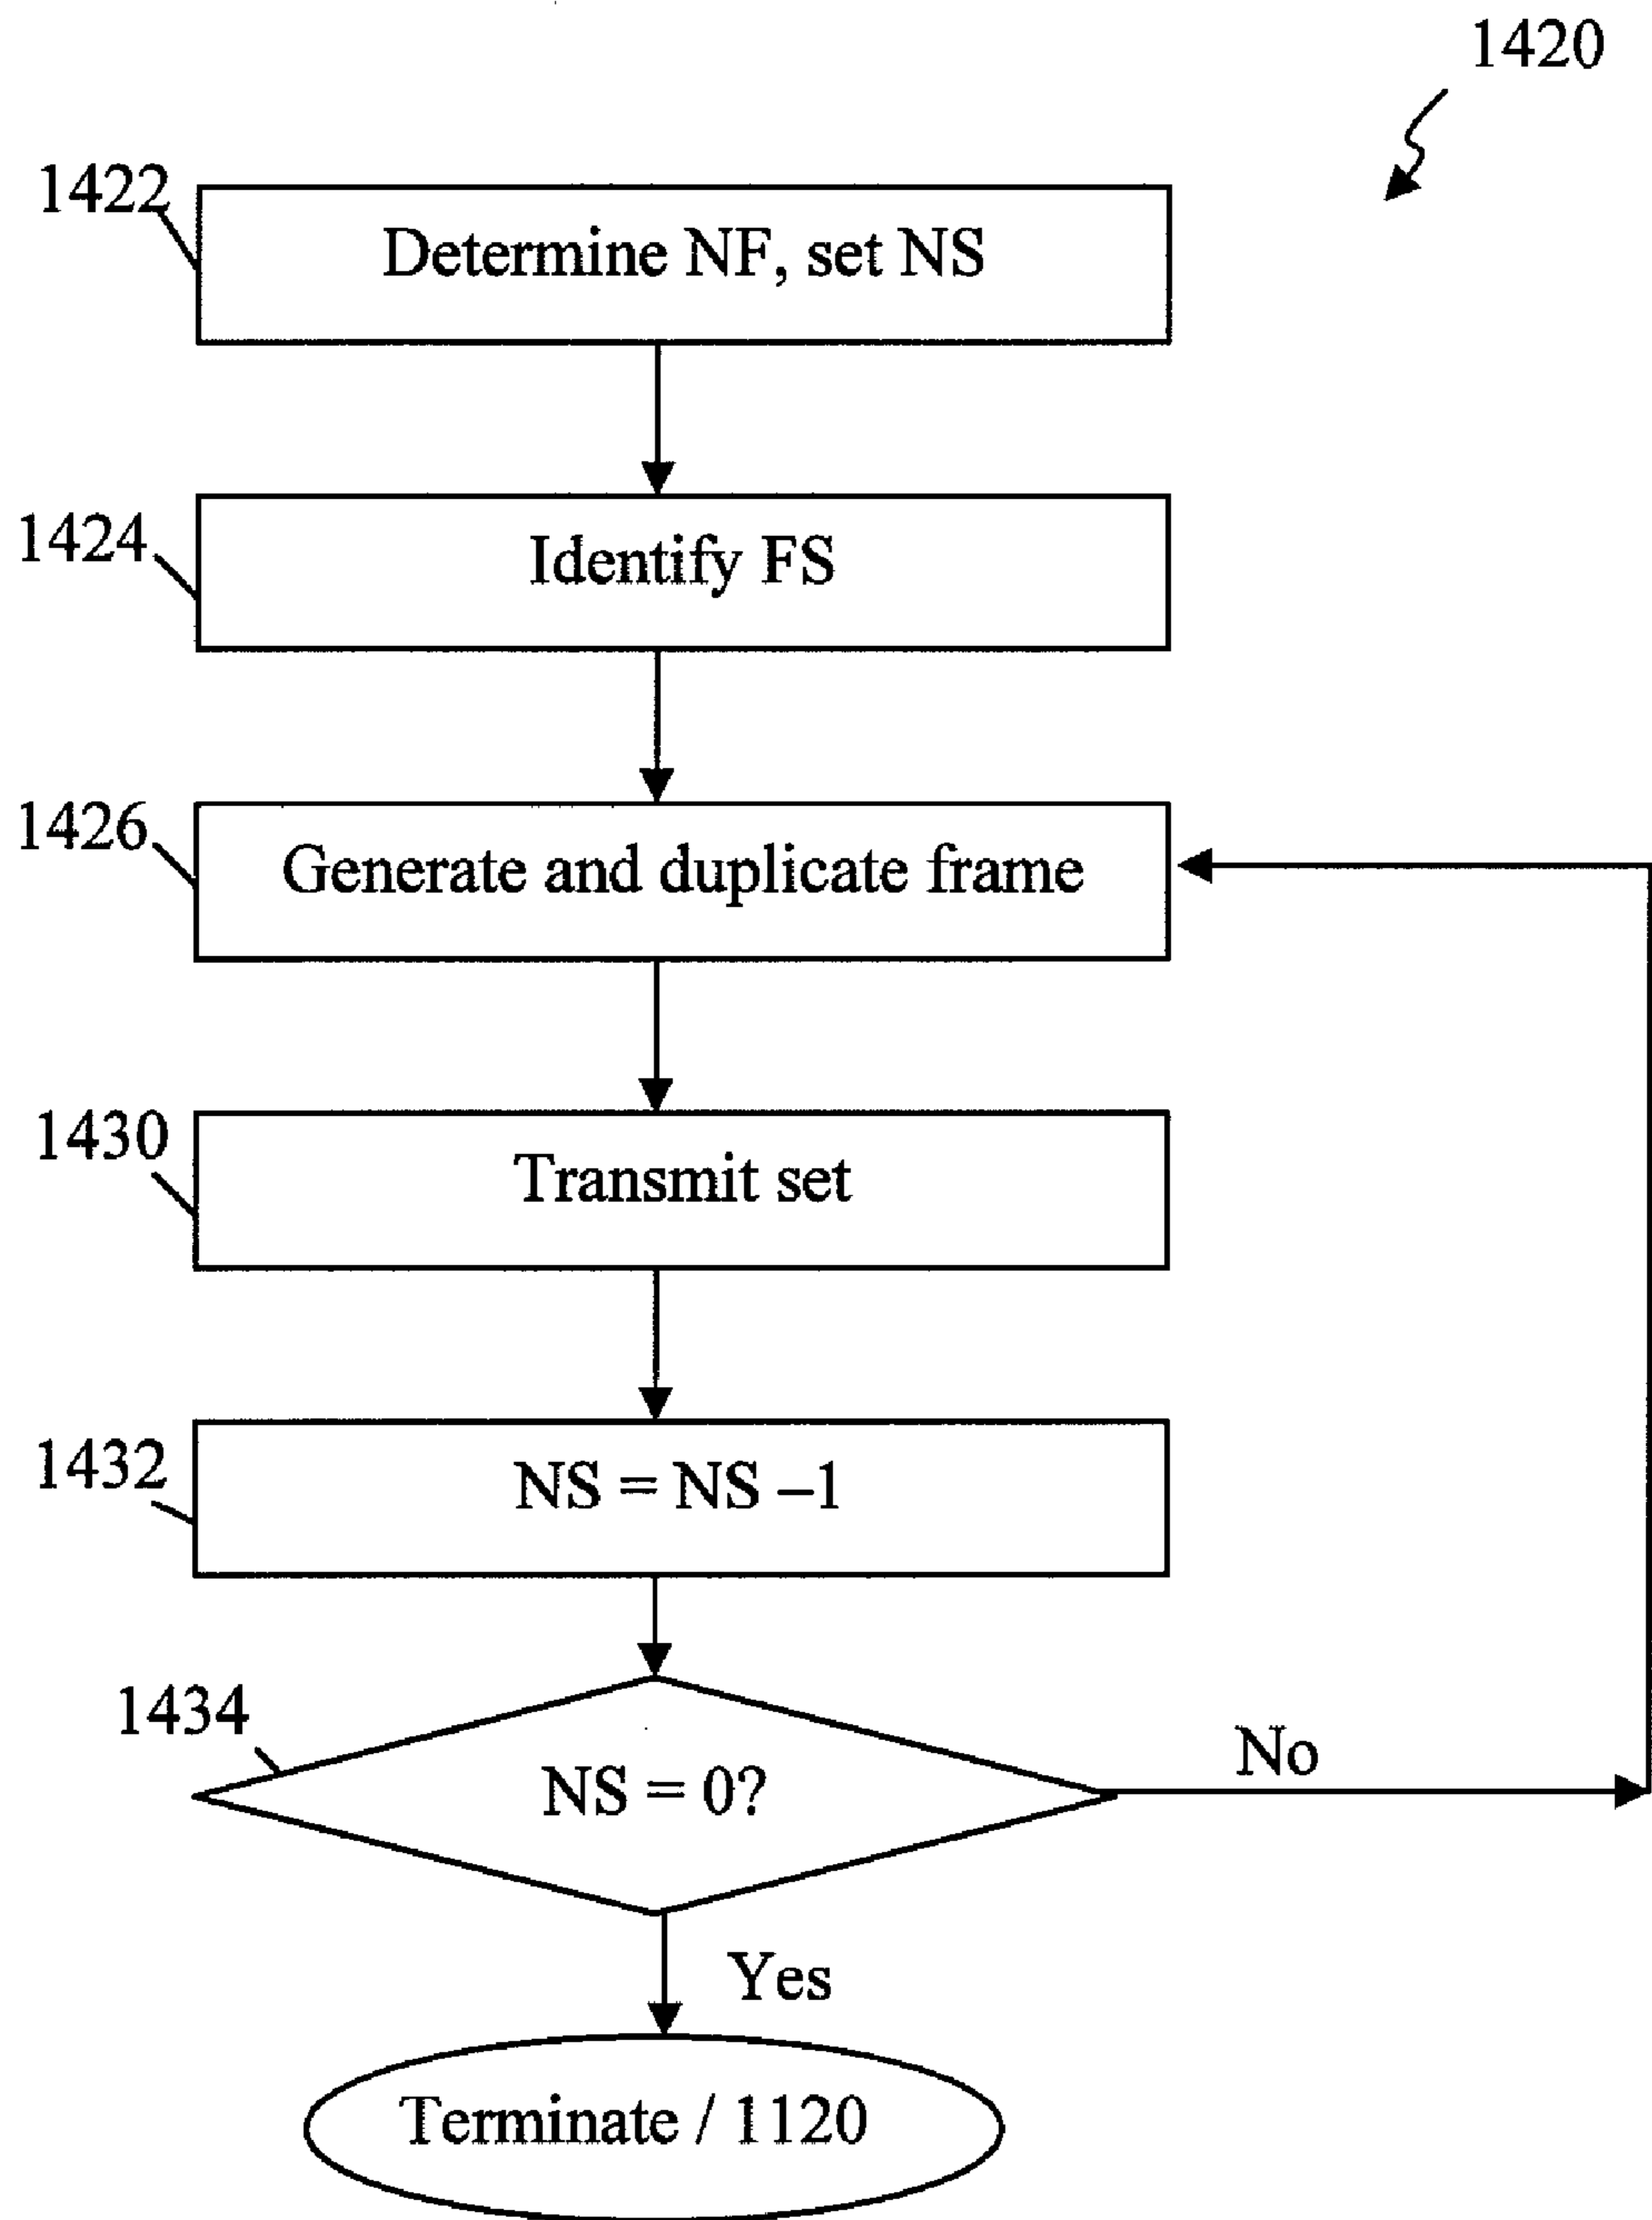 1420
1422
Determine NF, set NS
1424
Identify FS
1426
Generate and duplicate frame
1430
Transmit set
1432
NS = NS –1
1434
NS = 0?
No
Yes
Terminate / 1120